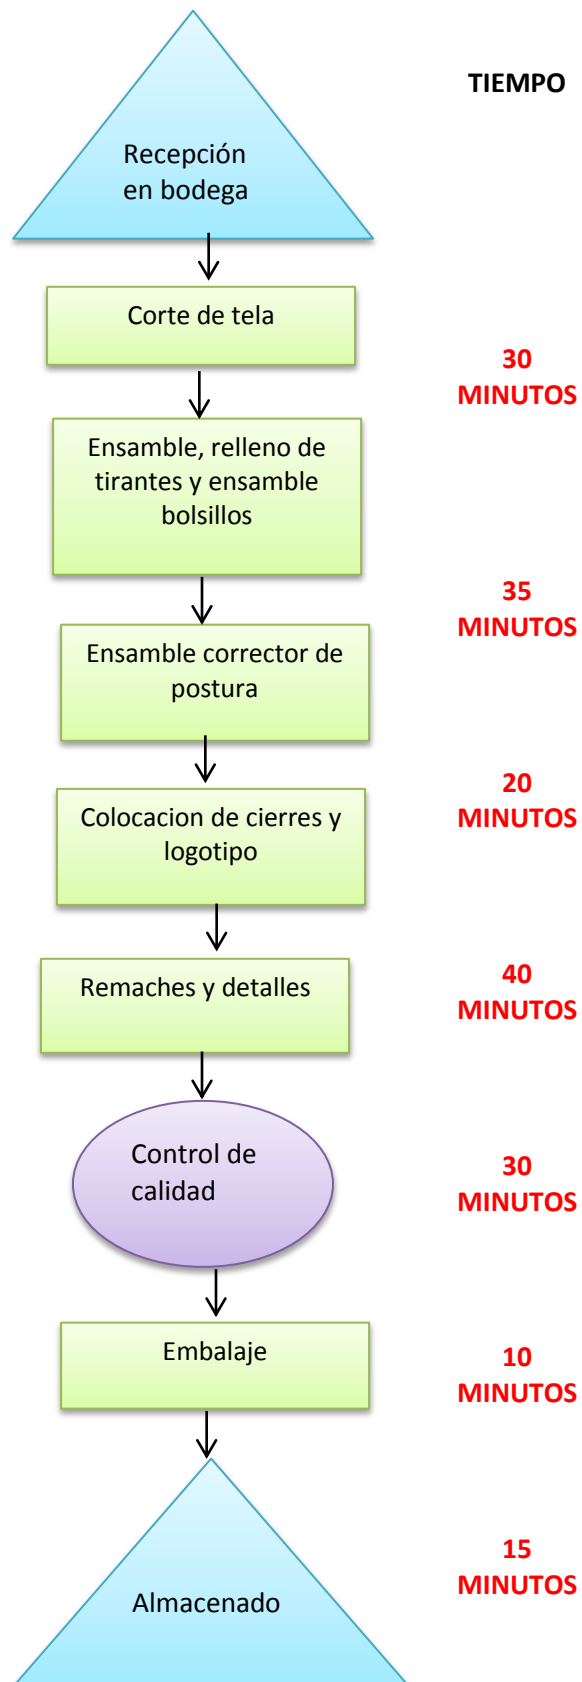 TIEMPO
Recepción
en bodega
Corte de tela
30
MINUTOS
Ensamble, relleno de
tirantes y ensamble
bolsillos
35
MINUTOS
Ensamble corrector de
postura
20
MINUTOS
Colocacion de cierres y
logotipo
Remaches y detalles
40
MINUTOS
Control de
calidad
30
MINUTOS
Embalaje
10
MINUTOS
15
MINUTOS
Almacenado